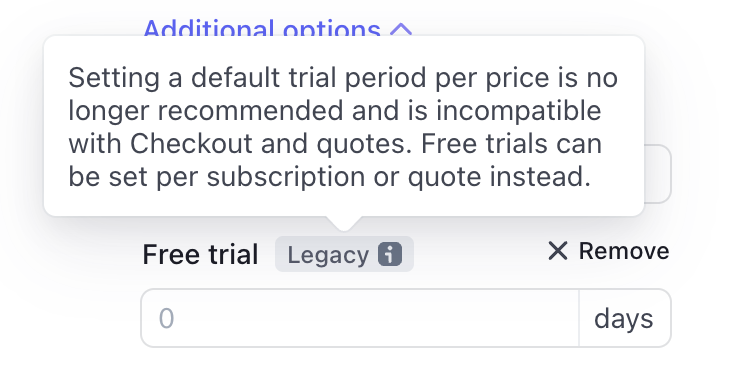 Additional options
Setting a default trial period per price is no
longer recommended and is incompatible
with Checkout and quotes. Free trials can
be set per subscription or quote instead.
Free trial Legacy Remove
0 days